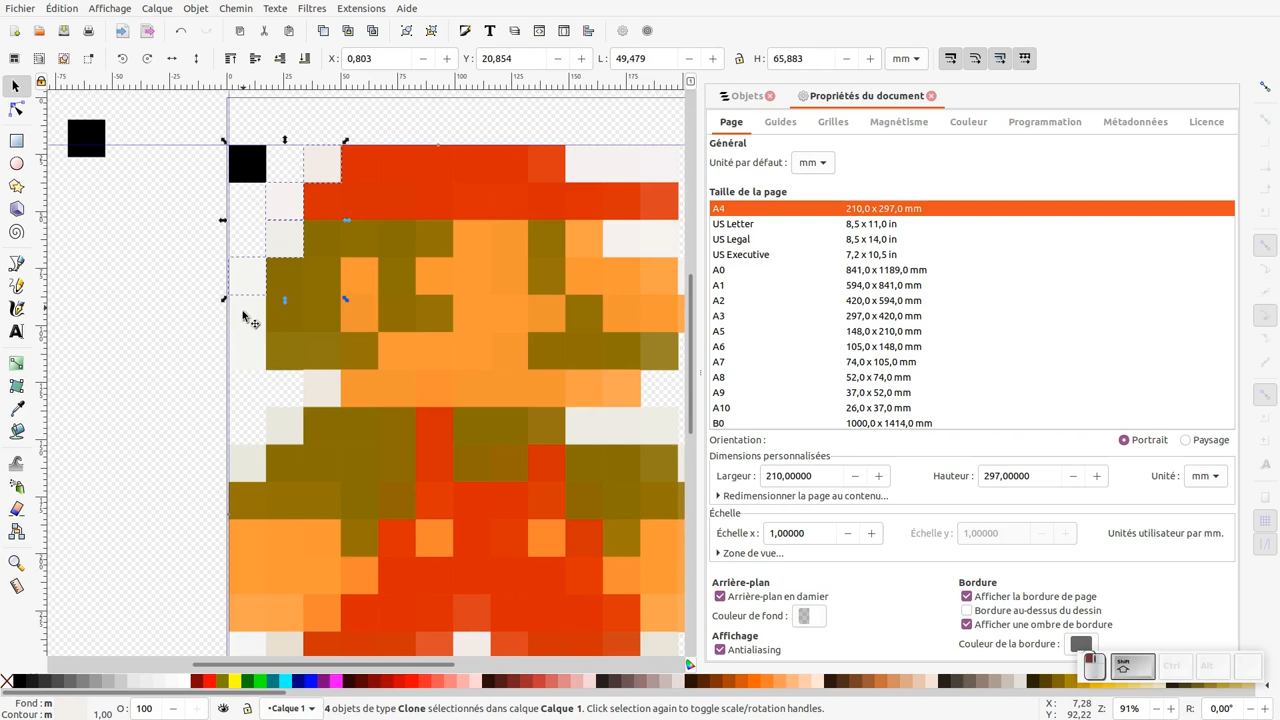 Fichier Édition Affichage Calque Objet Chemin Texte Filtres Extensions Aide
X : 0,803 Y : 20,854 L : 49,479 H : 65,883 mm
Objets Propriétés du document
Page Guides Grilles Magnétisme Couleur Programmation Métadonnées Licence
Général
Unité par défaut : mm
Taille de la page
A4 210,0 x 297,0 mm
US Letter 8,5 x 11,0 in
US Legal 8,5 x 14,0 in
US Executive 7,2 x 10,5 in
A0 841,0 x 1189,0 mm
A1 594,0 x 841,0 mm
A2 420,0 x 594,0 mm
A3 297,0 x 420,0 mm
A5 148,0 x 210,0 mm
A6 105,0 x 148,0 mm
A7 74,0 x 105,0 mm
A8 52,0 x 74,0 mm
A9 37,0 x 52,0 mm
A10 26,0 x 37,0 mm
B0 1000,0 x 1414,0 mm
Orientation : Portrait Paysage
Dimensions personnalisées
Largeur : 210,00000 Hauteur : 297,00000 Unité : mm
Redimensionner la page au contenu...
Échelle
Échelle x : 1,00000 Échelle y : 1,00000 Unités utilisateur par mm.
Zone de vue...
Arrière-plan Bordure
Arrière-plan en damier Afficher la bordure de page
Couleur de fond : Bordure au-dessus du dessin
Afficher une ombre de bordure
Affichage Couleur de la bordure :
Antialiasing
Shift Ctrl Alt
Fond : m
Contour : m 1,00 O : 100 •Calque 1 4 objets de type Clone sélectionnés dans calque Calque 1. Click selection again to toggle scale/rotation handles. X : 7,28 Y : 92,22 Z : 91% R : 0,00°